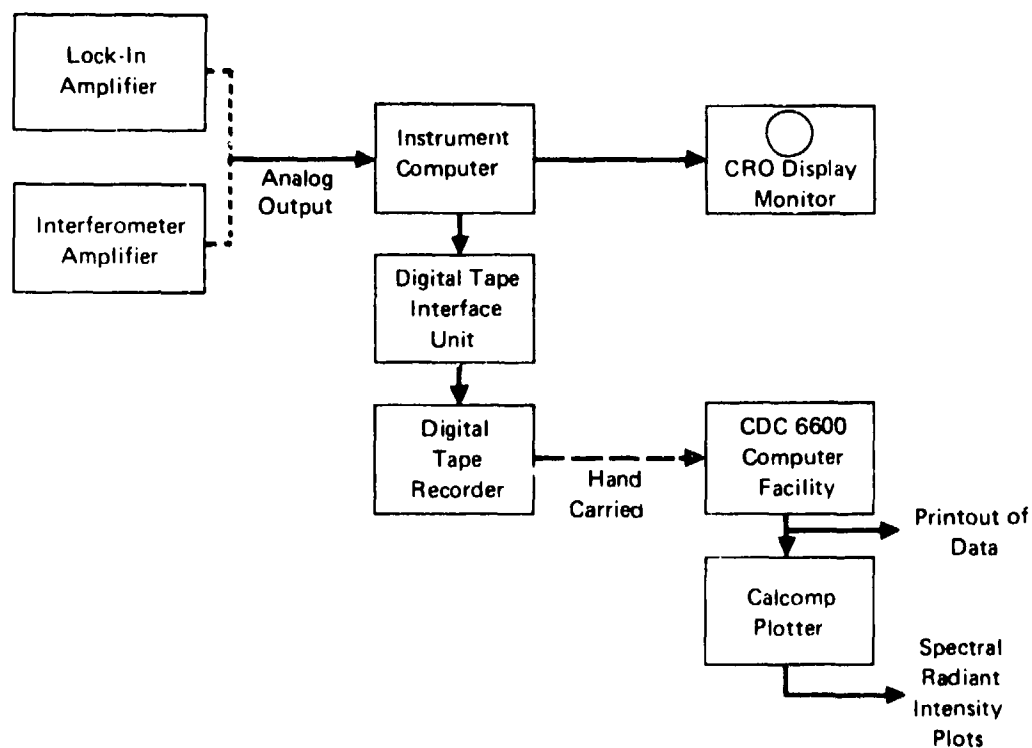 Lock-In
Amplifier
Interferometer
Amplifier
Analog
Output
Instrument
Computer
CRO Display
Monitor
Digital Tape
Interface
Unit
Digital
Tape
Recorder
Hand
Carried
CDC 6600
Computer
Facility
Printout of
Data
Calcomp
Plotter
Spectral
Radiant
Intensity
Plots